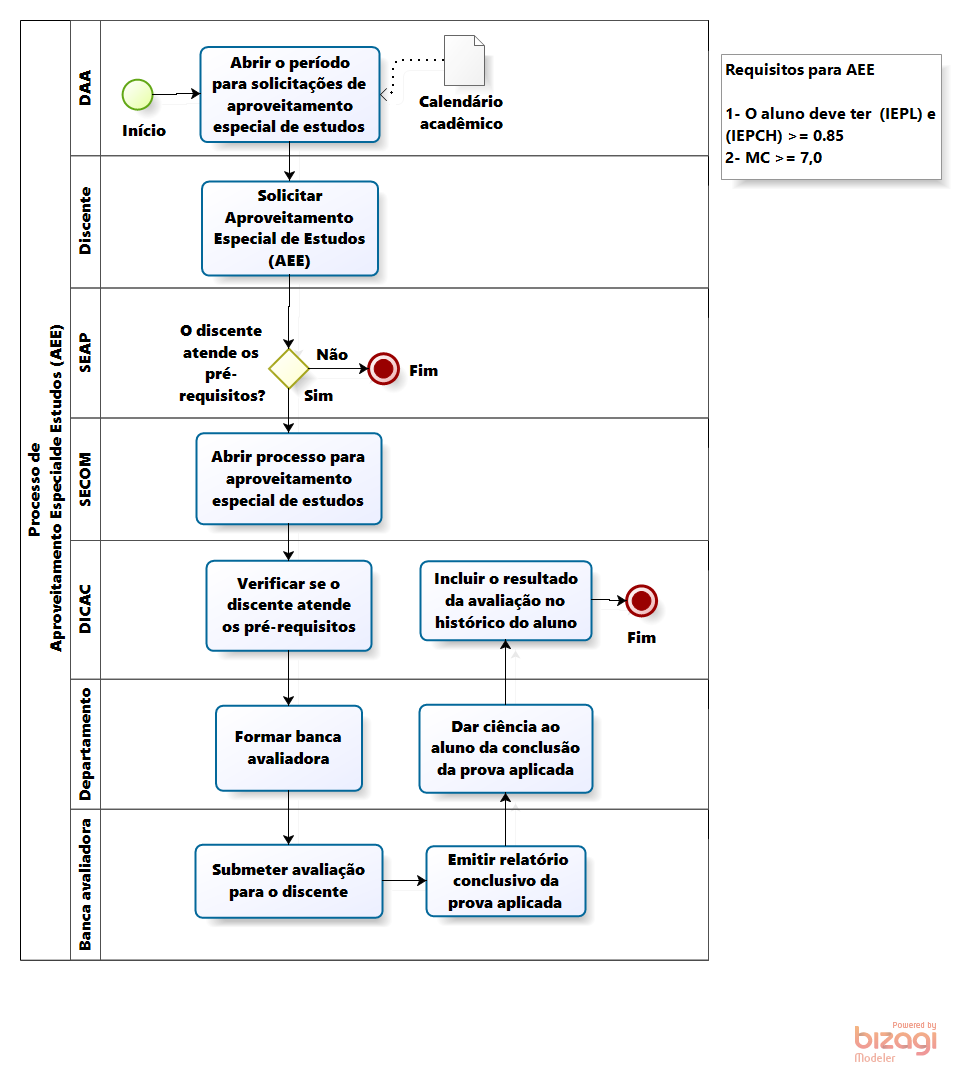 Processo de
Aproveitamento Especialde Estudos (AEE)
DAA
Início
Abrir o período
para solicitações de
aproveitamento
especial de estudos
Calendário
acadêmico
Requisitos para AEE
1- O aluno deve ter  (IEPL) e
(IEPCH) >= 0.85
2- MC >= 7,0
Discente
Solicitar
Aproveitamento
Especial de Estudos
(AEE)
SEAP
O discente
atende os
pré-
requisitos?
Não
Fim
Sim
SECOM
Abrir processo para
aproveitamento
especial de estudos
DICAC
Verificar se o
discente atende
os pré-requisitos
Incluir o resultado
da avaliação no
histórico do aluno
Fim
Departamento
Formar banca
avaliadora
Dar ciência ao
aluno da conclusão
da prova aplicada
Banca avaliadora
Submeter avaliação
para o discente
Emitir relatório
conclusivo da
prova aplicada
Powered by
bizagi
Modeler